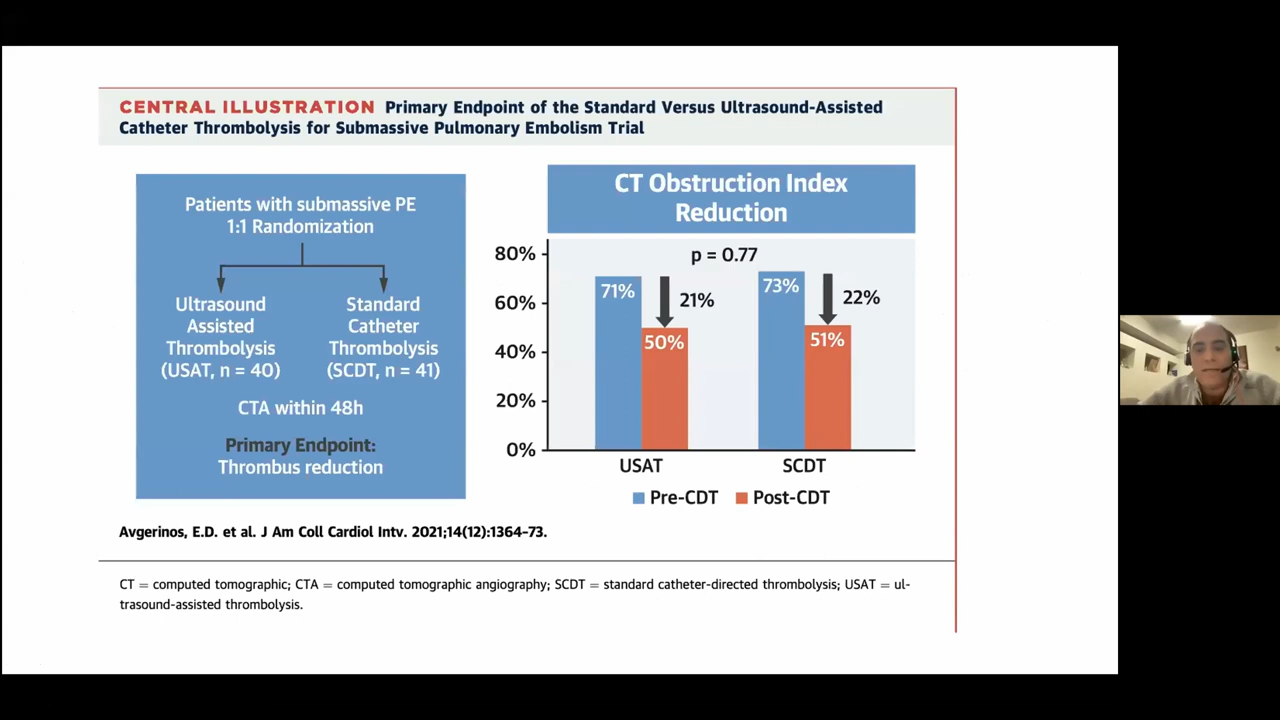 CENTRAL ILLUSTRATION Primary Endpoint of the Standard Versus Ultrasound-Assisted
Catheter Thrombolysis for Submassive Pulmonary Embolism Trial
Patients with submassive PE
1:1 Randomization
Ultrasound
Assisted
Thrombolysis
(USAT, n = 40)
Standard
Catheter
Thrombolysis
(SCDT, n = 41)
CTA within 48h
Primary Endpoint:
Thrombus reduction
CT Obstruction Index
Reduction
80%
60%
40%
20%
0%
p = 0.77
71%
21%
50%
73%
22%
51%
USAT
SCDT
Pre-CDT
Post-CDT
Avgerinos, E.D. et al. J Am Coll Cardiol Intv. 2021;14(12):1364–73.
CT = computed tomographic; CTA = computed tomographic angiography; SCDT = standard catheter-directed thrombolysis; USAT = ul-
trasound-assisted thrombolysis.